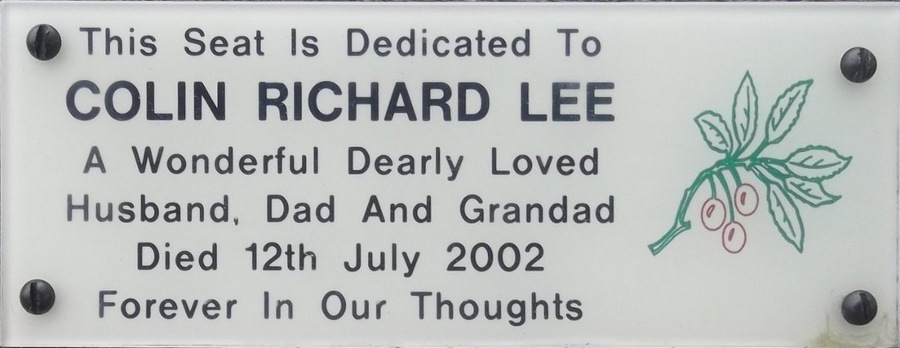 This Seat Is Dedicated To
COLIN RICHARD LEE
A Wonderful Dearly Loved
Husband, Dad And Grandad
Died 12th July 2002
Forever In Our Thoughts